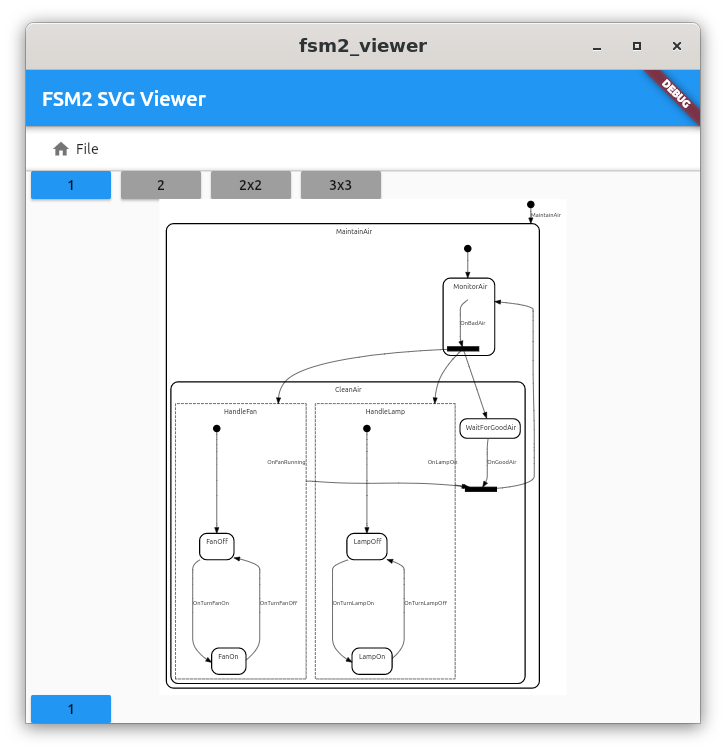 fsm2_viewer
FSM2 SVG Viewer
DEBUG
File
1 2 2x2 3x3
MaintainAir
MaintainAir
MonitorAir
OnBadAir
CleanAir
HandleFan HandleLamp
WaitForGoodAir
OnFanRunning OnLampOn OnGoodAir
FanOff LampOff
OnTurnFanOn OnTurnFanOff OnTurnLampOn OnTurnLampOff
FanOn LampOn
1